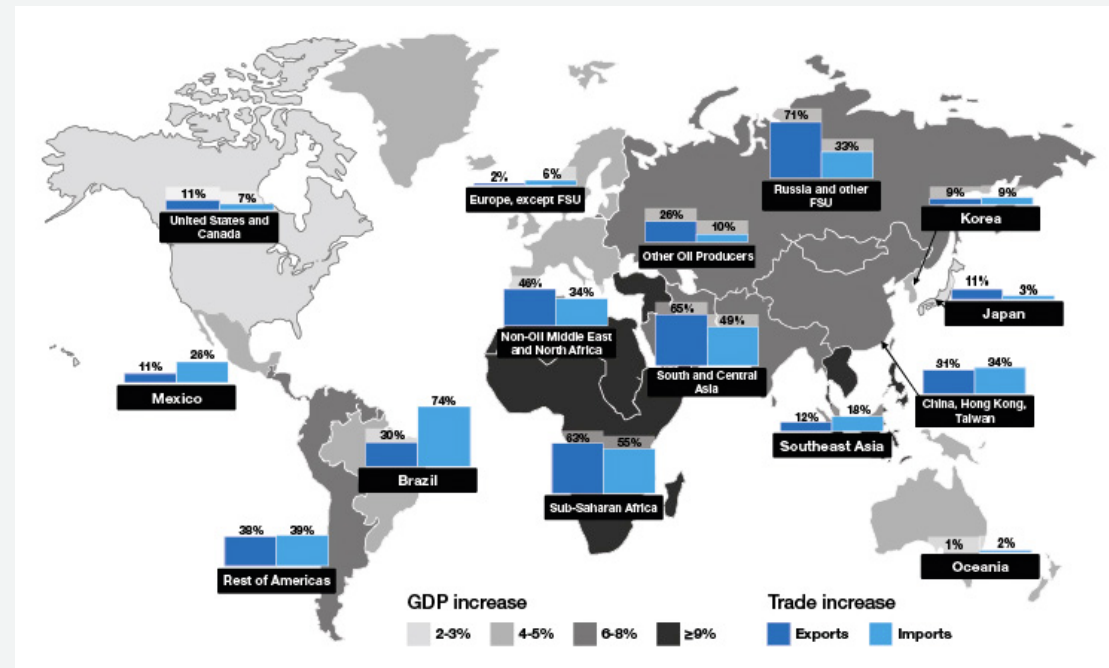 71%
33%
Russia and other
FSU
2%
6%
Europe, except FSU
11%
7%
United States and
Canada
9%
9%
Korea
26%
10%
Other Oil Producers
46%
34%
Non-Oil Middle East
and North Africa
65%
49%
South and Central
Asia
11%
3%
Japan
11%
26%
Mexico
31%
34%
China, Hong Kong,
Taiwan
30%
74%
Brazil
12%
18%
Southeast Asia
63%
55%
Sub-Saharan Africa
38%
39%
Rest of Americas
1%
2%
Oceania
GDP increase
2-3%
4-5%
6-8%
≥9%
Trade increase
Exports
Imports